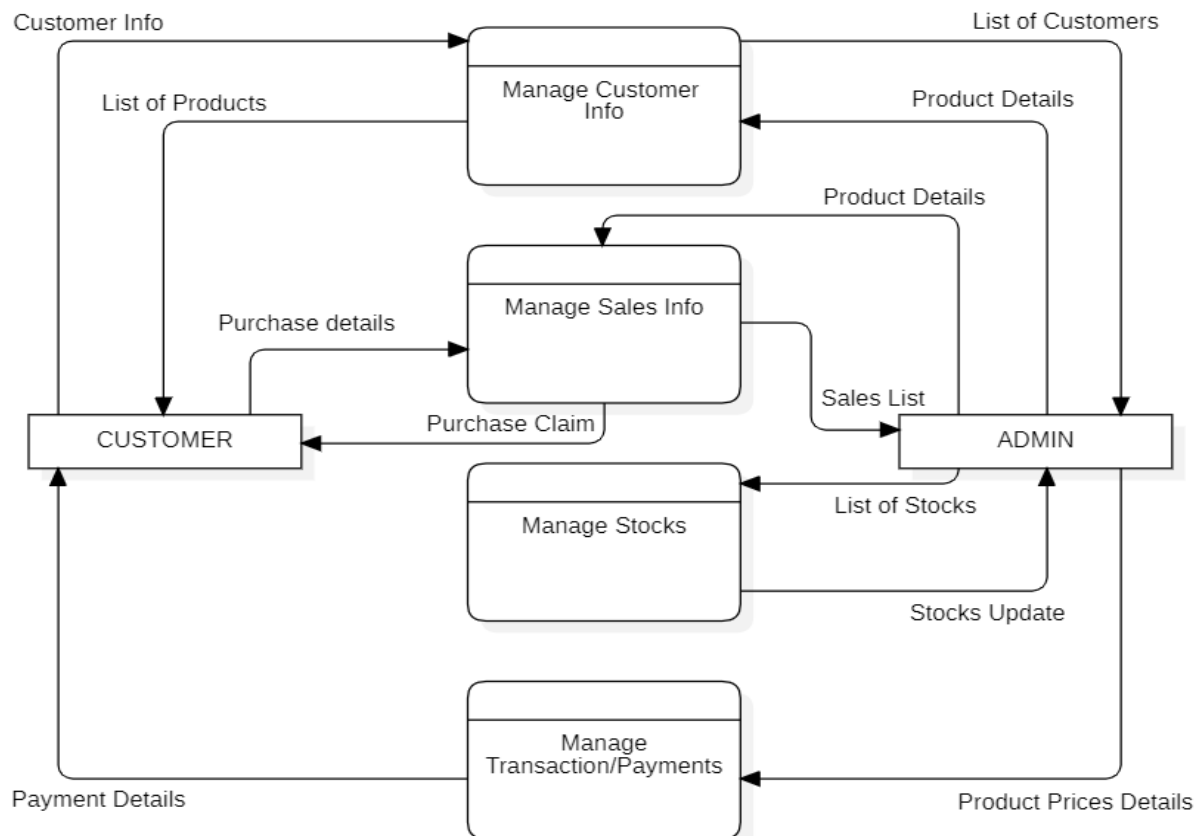 Customer Info
List of Customers
Manage Customer
Info
List of Products
Product Details
Product Details
Manage Sales Info
Purchase details
Sales List
Purchase Claim
CUSTOMER
ADMIN
List of Stocks
Manage Stocks
Stocks Update
Manage
Transaction/Payments
Payment Details
Product Prices Details